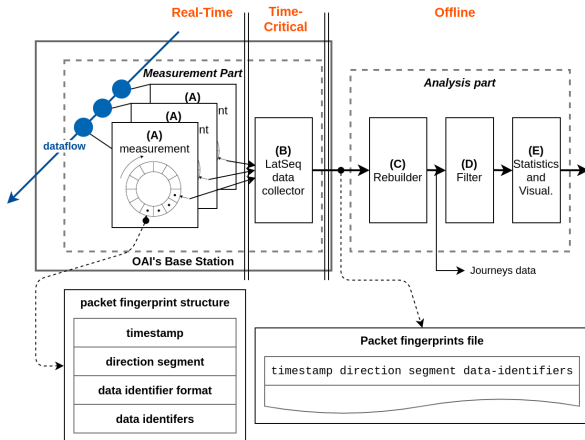 Real-Time
Time-
Critical
Offline
Measurement Part
Analysis part
(A)
nt
(A)
nt
(A)
measurement
dataflow
(B)
LatSeq
data
collector
(C)
Rebuilder
(D)
Filter
(E)
Statistics
and
Visual.
OAI's Base Station
Journeys data
packet fingerprint structure
timestamp
direction segment
data identifier format
data identifers
Packet fingerprints file
timestamp direction segment data-identifiers